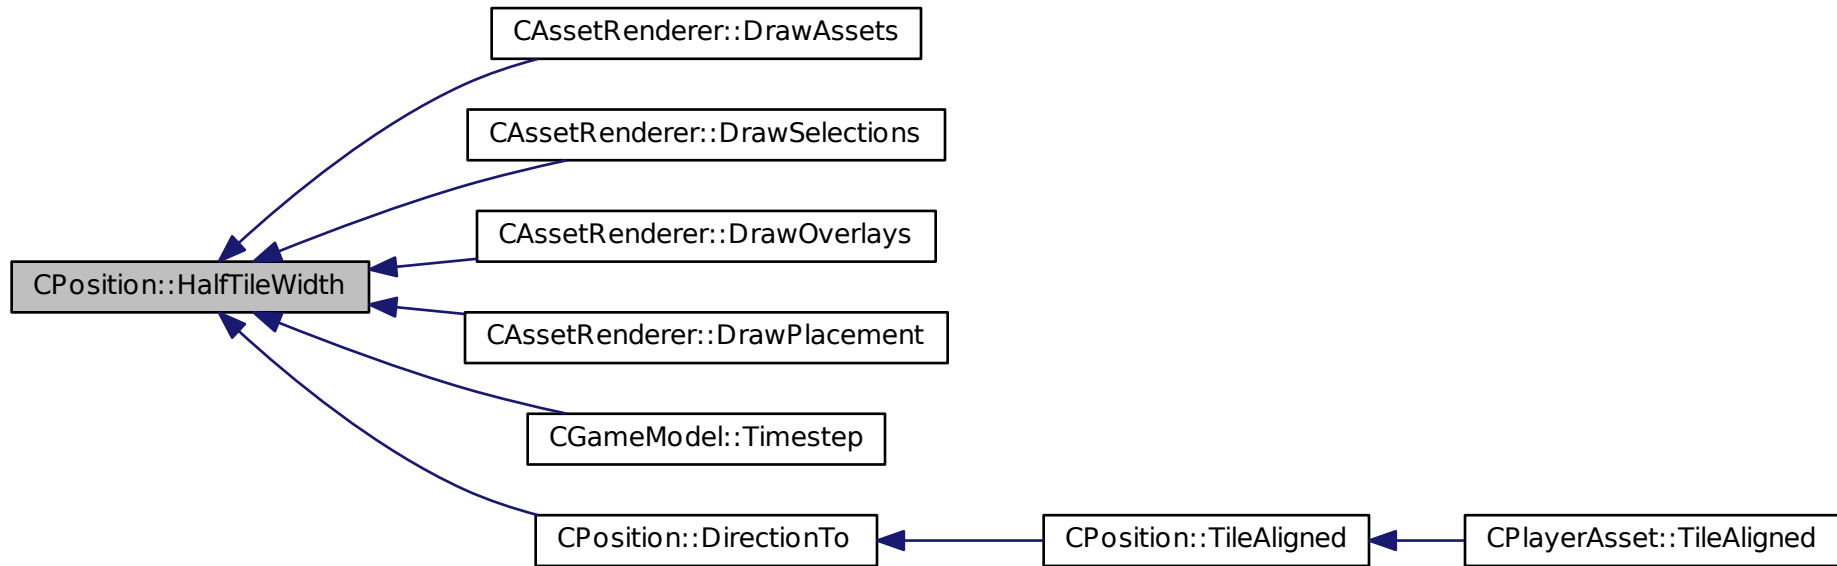 CAssetRenderer::DrawAssets
CAssetRenderer::DrawSelections
CAssetRenderer::DrawOverlays
CPosition::HalfTileWidth
CAssetRenderer::DrawPlacement
CGameModel::Timestep
CPosition::DirectionTo
CPosition::TileAligned
CPlayerAsset::TileAligned